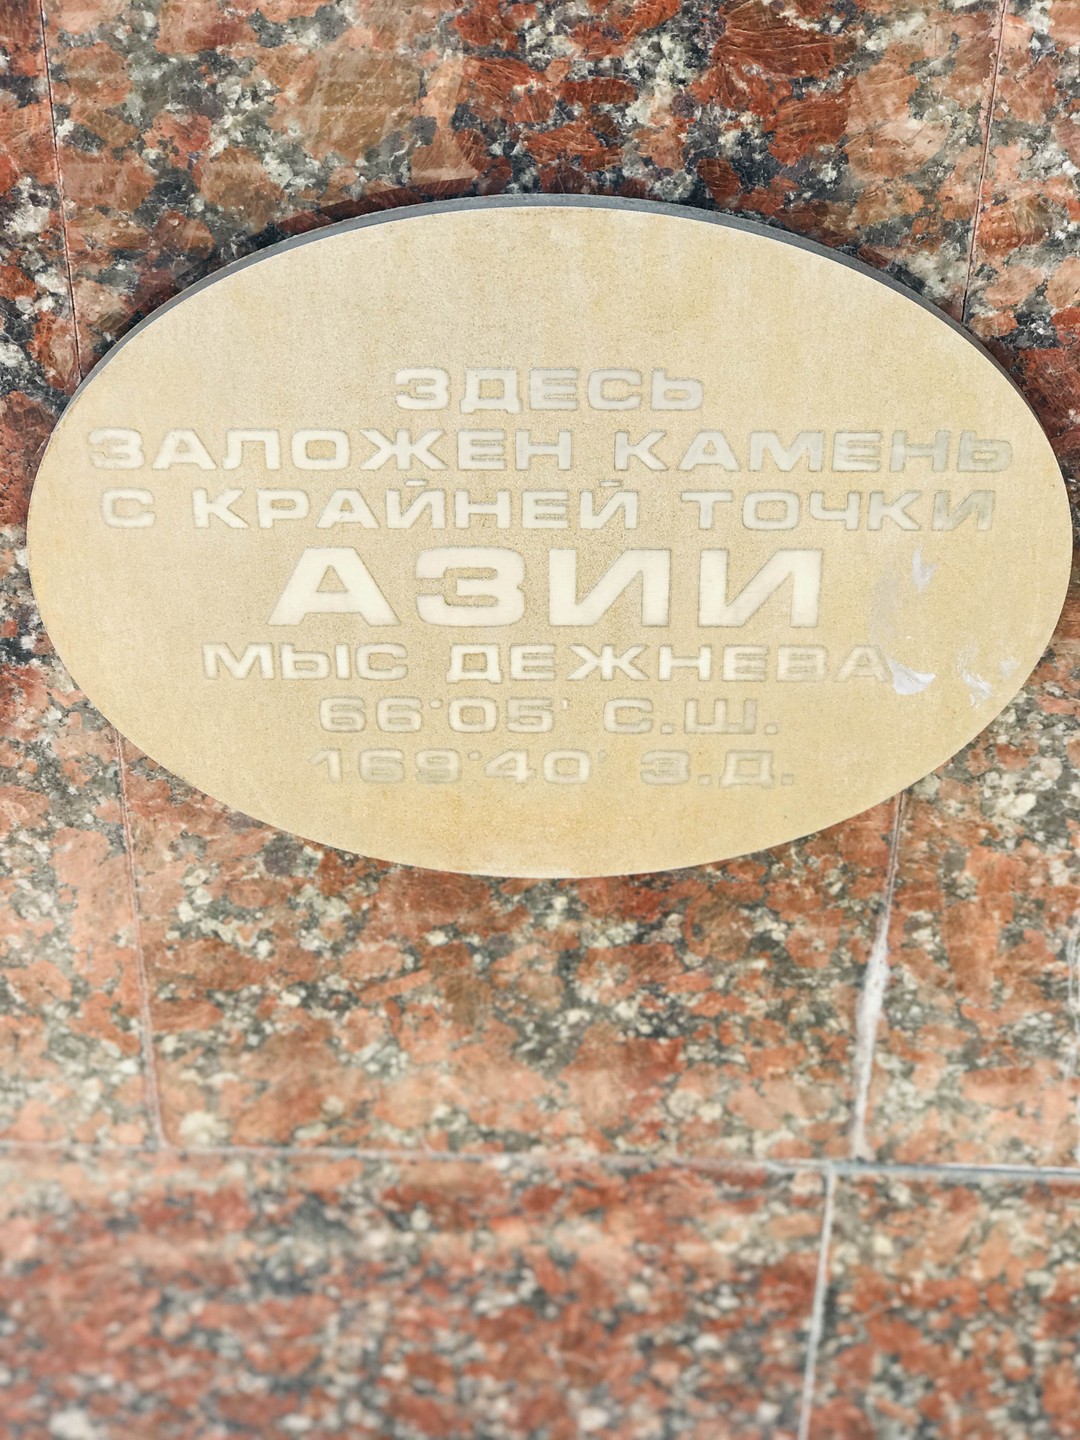 ЗДЕСЬ
ЗАЛОЖЕН КАМЕНЬ
С КРАЙНЕЙ ТОЧКИ
АЗИИ
МЫС ДЕЖНЕВА
66°05' С.Ш.
169°40' З.Д.